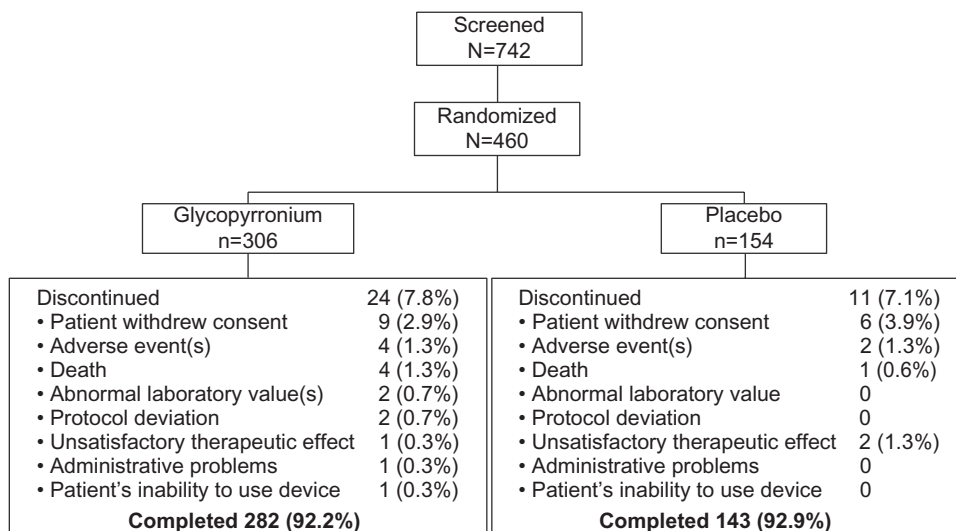 Screened
N=742
Randomized
N=460
Glycopyrronium
n=306
Placebo
n=154
Discontinued 24 (7.8%)
• Patient withdrew consent 9 (2.9%)
• Adverse event(s) 4 (1.3%)
• Death 4 (1.3%)
• Abnormal laboratory value(s) 2 (0.7%)
• Protocol deviation 2 (0.7%)
• Unsatisfactory therapeutic effect 1 (0.3%)
• Administrative problems 1 (0.3%)
• Patient’s inability to use device 1 (0.3%)
Completed 282 (92.2%)
Discontinued 11 (7.1%)
• Patient withdrew consent 6 (3.9%)
• Adverse event(s) 2 (1.3%)
• Death 1 (0.6%)
• Abnormal laboratory value 0
• Protocol deviation 0
• Unsatisfactory therapeutic effect 2 (1.3%)
• Administrative problems 0
• Patient’s inability to use device 0
Completed 143 (92.9%)